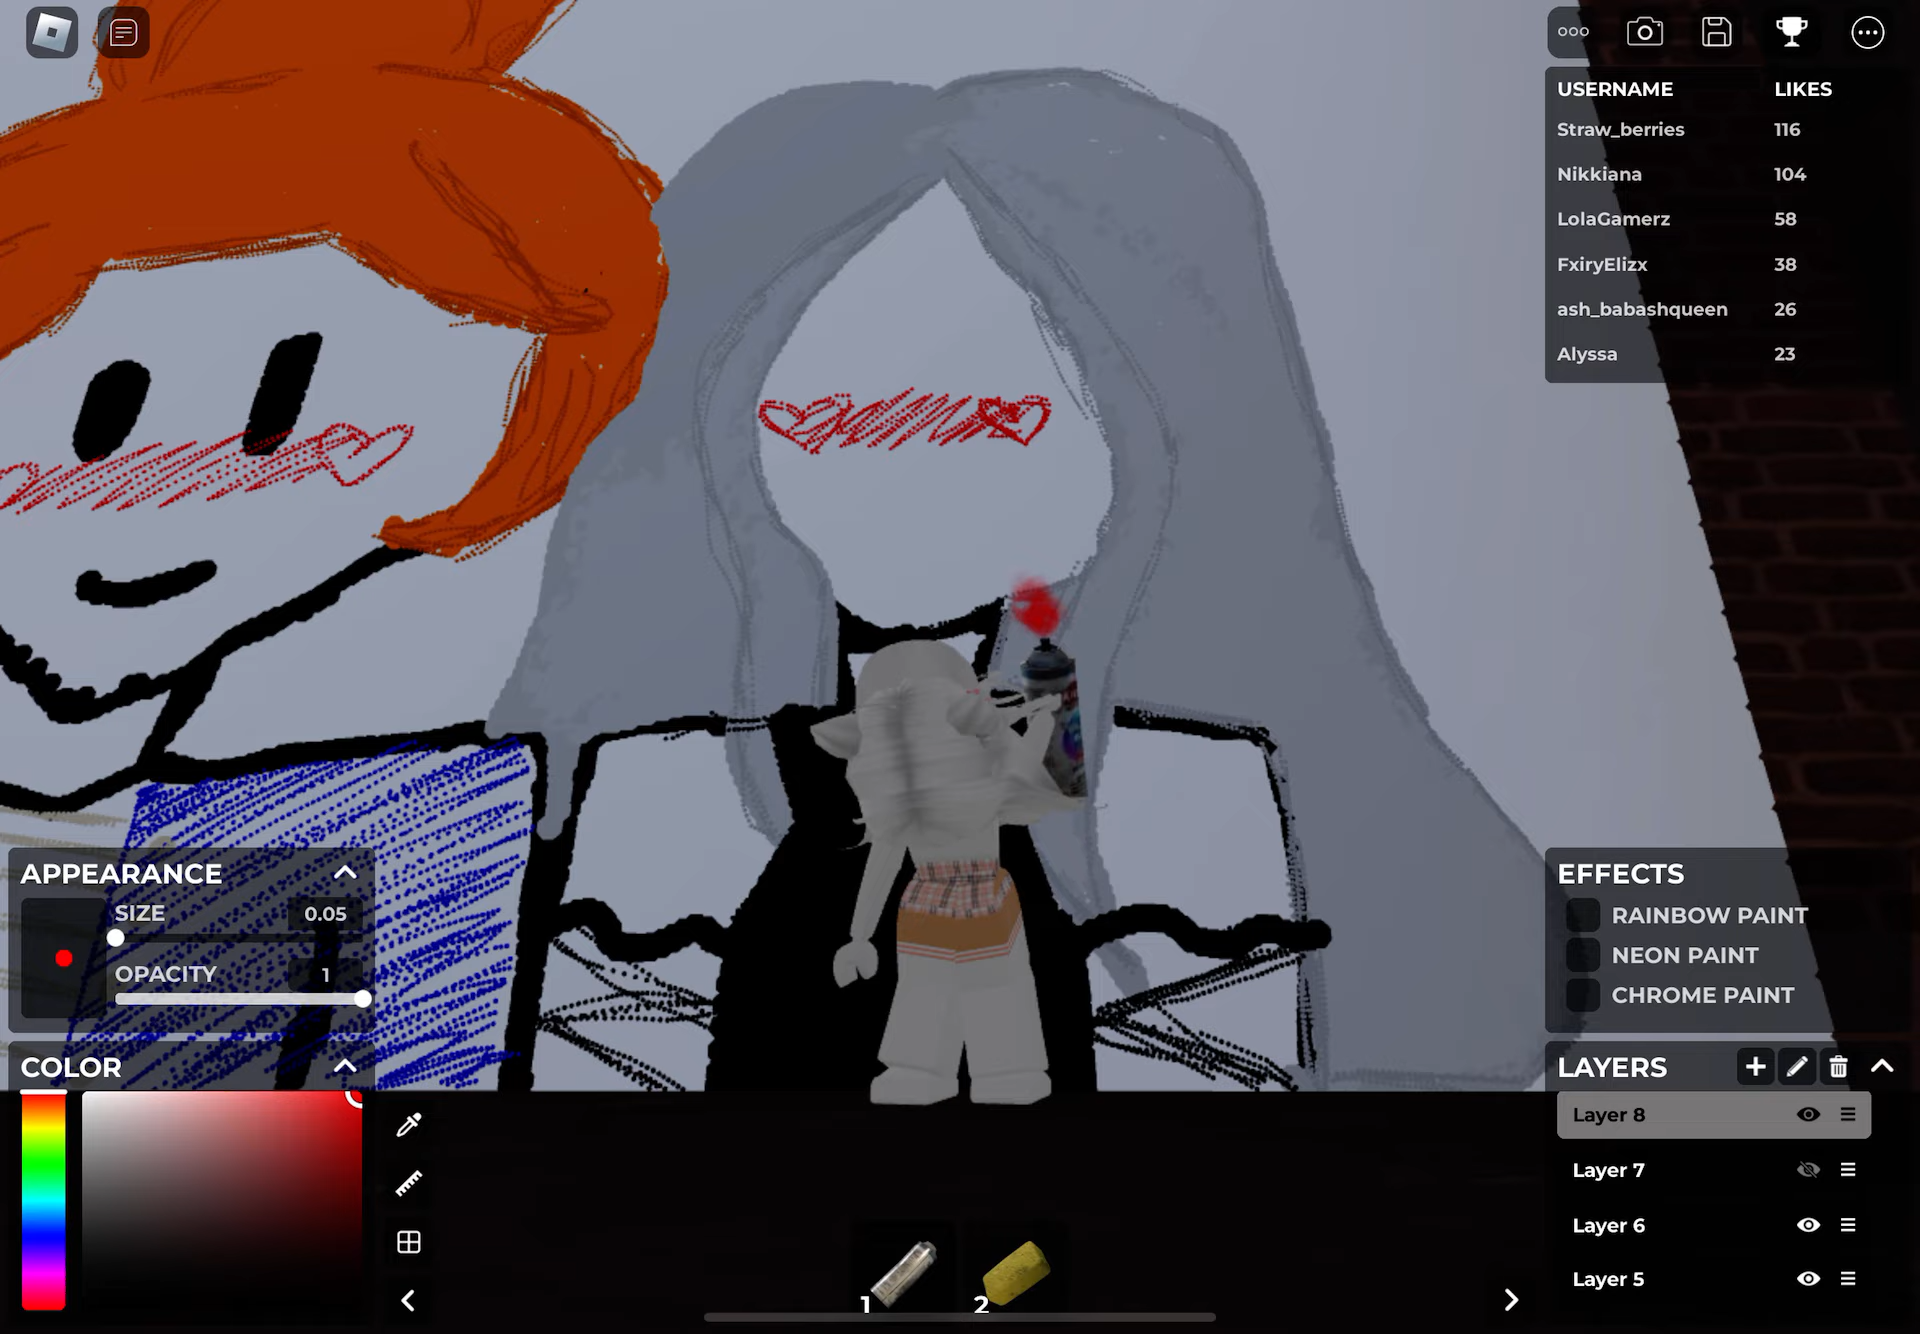 USERNAME LIKES
Straw_berries 116
Nikkiana 104
LolaGamerz 58
FxiryElizx 38
ash_babashqueen 26
Alyssa 23
APPEARANCE
SIZE 0.05
OPACITY 1
COLOR
EFFECTS
RAINBOW PAINT
NEON PAINT
CHROME PAINT
LAYERS
Layer 8
Layer 7
Layer 6
Layer 5
1 2